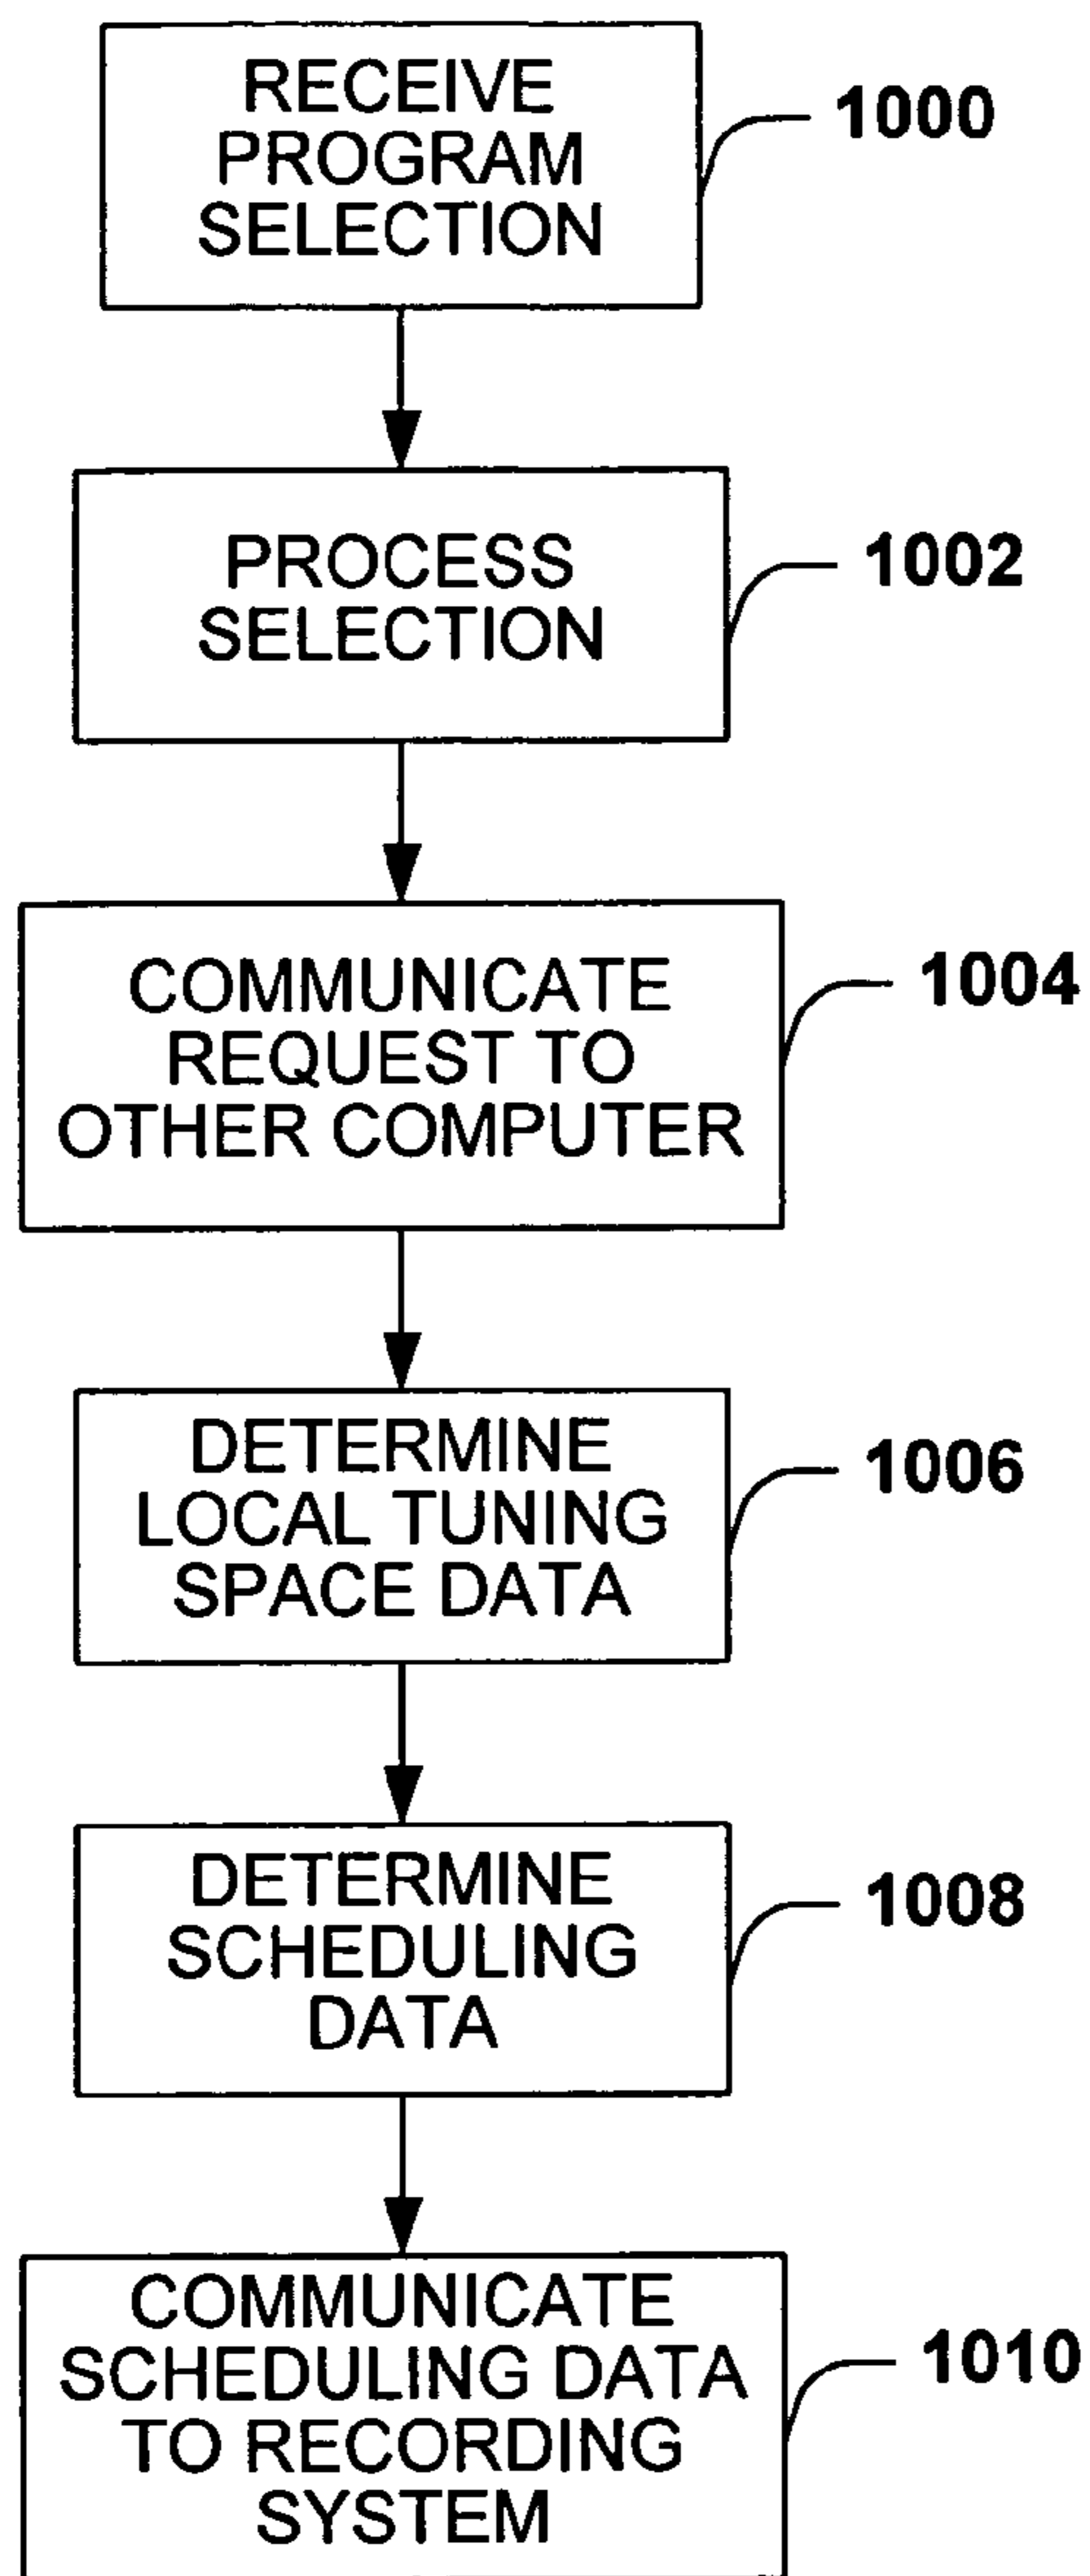 RECEIVE
PROGRAM
SELECTION
1000
PROCESS
SELECTION
1002
COMMUNICATE
REQUEST TO
OTHER COMPUTER
1004
DETERMINE
LOCAL TUNING
SPACE DATA
1006
DETERMINE
SCHEDULING
DATA
1008
COMMUNICATE
SCHEDULING DATA
TO RECORDING
SYSTEM
1010